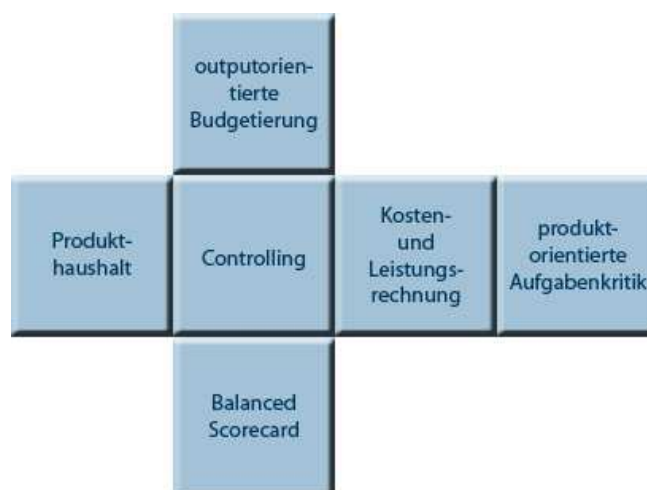 outputorien-
tierte
Budgetierung
Produkt-
haushalt
Controlling
Kosten-
und
Leistungs-
rechnung
produkt-
orientierte
Aufgabenkritik
Balanced
Scorecard